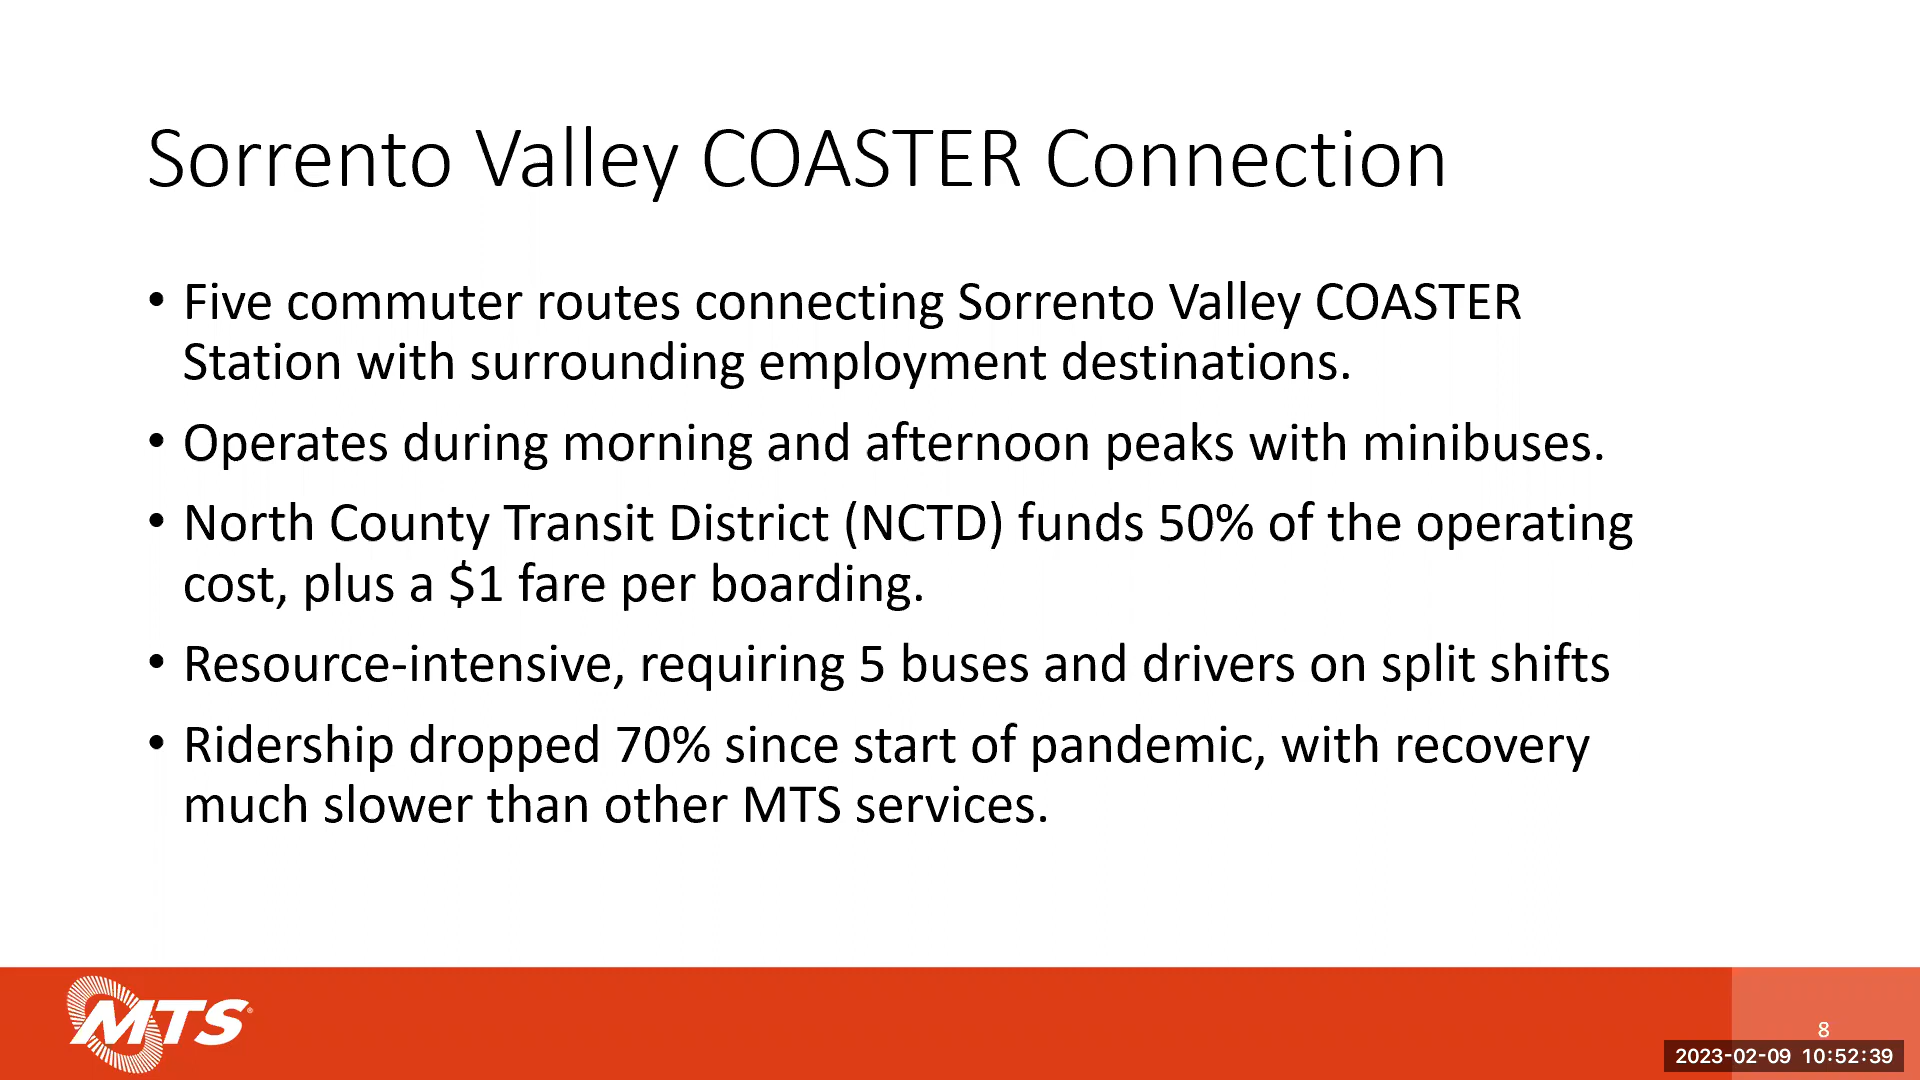 Sorrento Valley COASTER Connection
• Five commuter routes connecting Sorrento Valley COASTER
Station with surrounding employment destinations.
• Operates during morning and afternoon peaks with minibuses.
• North County Transit District (NCTD) funds 50% of the operating
cost, plus a $1 fare per boarding.
• Resource-intensive, requiring 5 buses and drivers on split shifts
• Ridership dropped 70% since start of pandemic, with recovery
much slower than other MTS services.
MTS®
8
2023-02-09 10:52:39